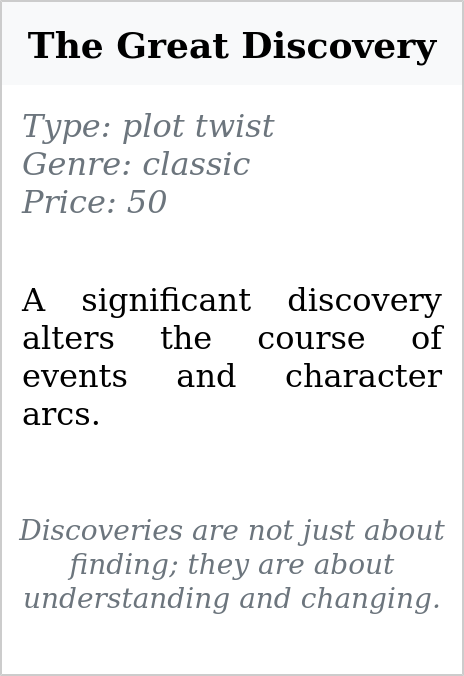 The Great Discovery
Type: plot twist
Genre: classic
Price: 50
A significant discovery
alters the course of
events and character
arcs.
Discoveries are not just about
finding; they are about
understanding and changing.